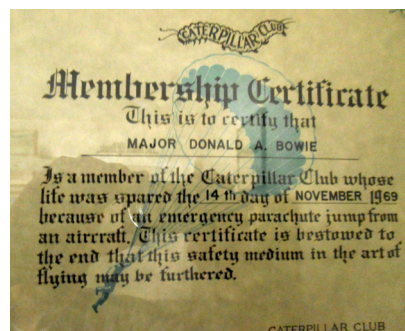 CATERPILLAR CLUB
Membership Certificate
This is to certify that
MAJOR DONALD A. BOWIE
Is a member of the Caterpillar Club whose
life was spared the 14 th day of NOVEMBER 1969
because of an emergency parachute jump from
an aircraft. This certificate is bestowed to
the end that this safety medium in the art of
flying may be furthered.
CATERPILLAR CLUB